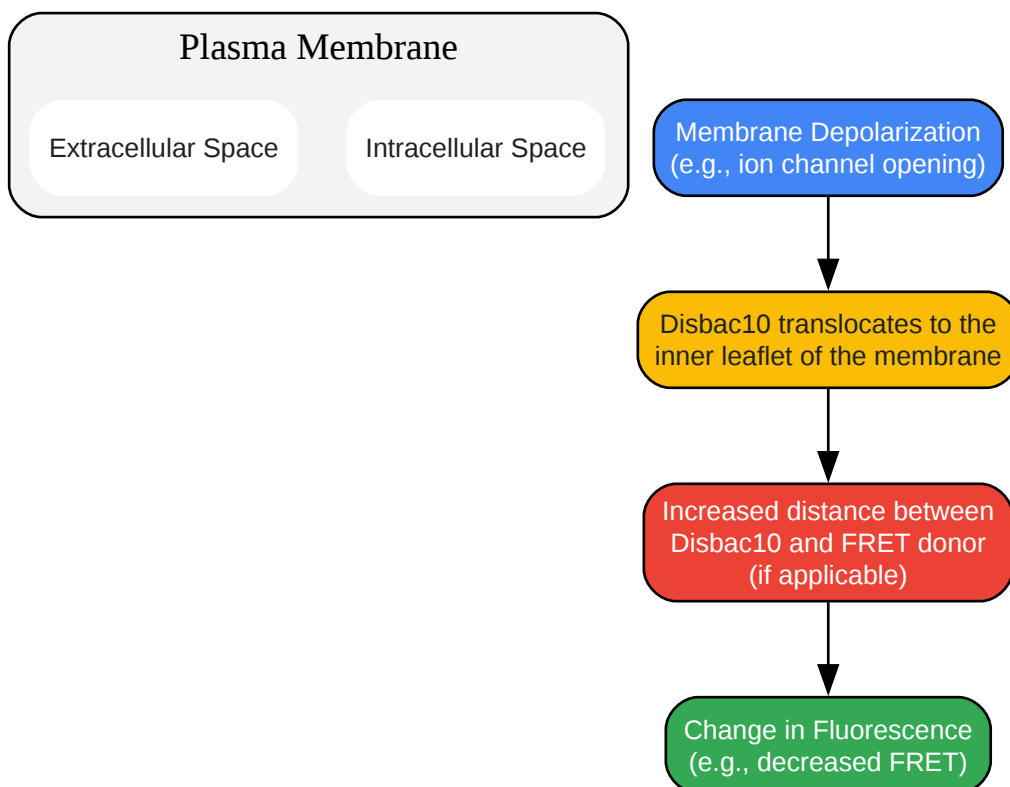 Plasma Membrane
Extracellular Space
Intracellular Space
Membrane Depolarization
(e.g., ion channel opening)
Disbac10 translocates to the
inner leaflet of the membrane
Increased distance between
Disbac10 and FRET donor
(if applicable)
Change in Fluorescence
(e.g., decreased FRET)